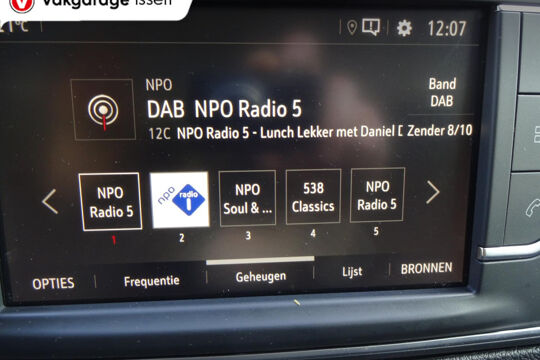 Vakgarage Issen
21°C
12:07
NPO
DAB NPO Radio 5
Band
DAB
12C NPO Radio 5 - Lunch Lekker met Daniel D
Zender 8/10
NPO
Radio 5
npo
radio
1
NPO
Soul & ...
538
Classics
NPO
Radio 5
1
2
3
4
5
OPTIES
Frequentie
Geheugen
Lijst
BRONNEN